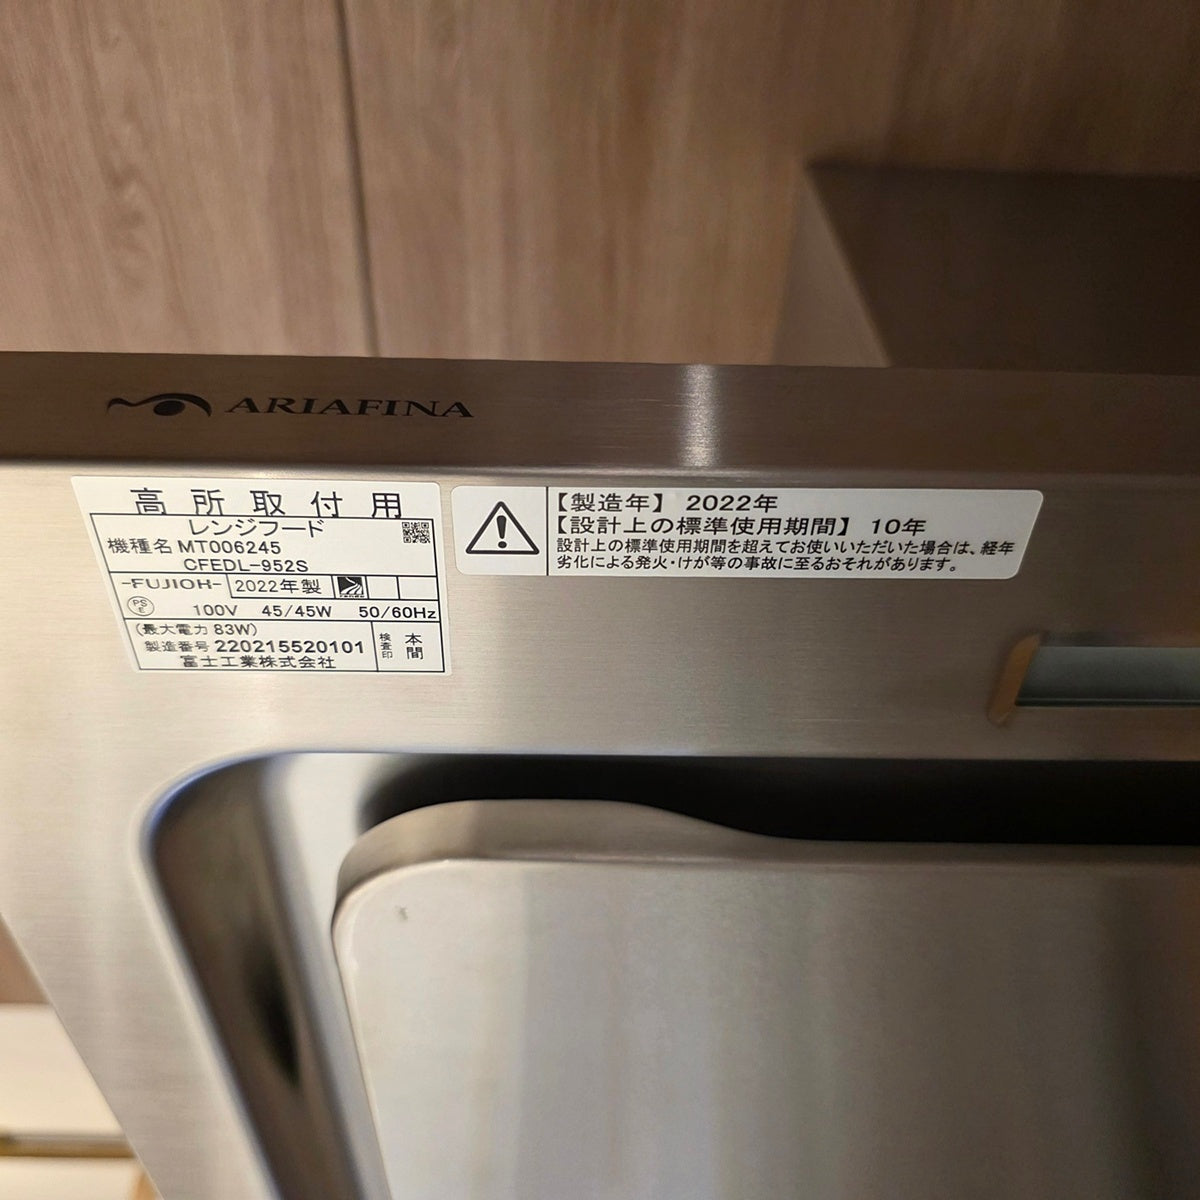 ARIAFINA
高所取付用
レンジフード
機種名 MT006245
CFEDL-952S
-FUJIOH- 2022年製
PS E 100V 45/45W 50/60Hz
(最大電力 83W)
製造番号 220215520101
富士工業株式会社
検査印 本間
【製造年】 2022年
【設計上の標準使用期間】 10年
設計上の標準使用期間を超えてお使いいただいた場合は、経年
劣化による発火・けが等の事故に至るおそれがあります。